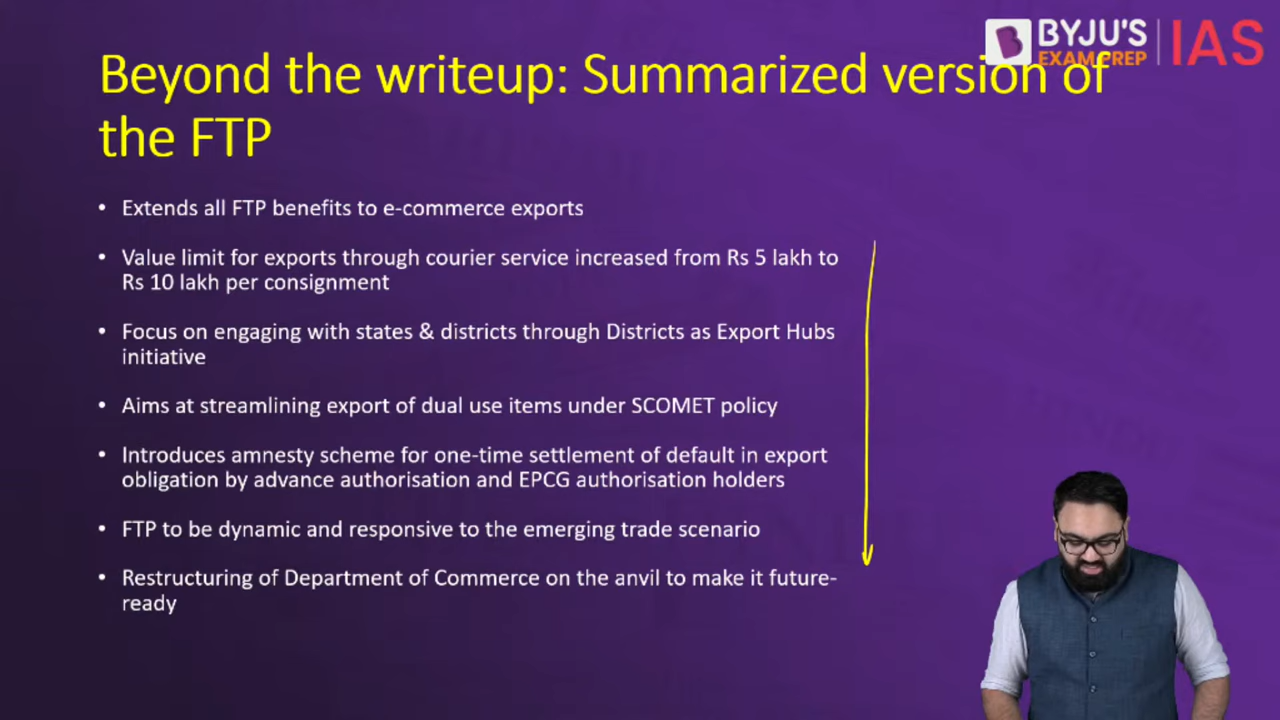 BYJU'S
EXAM PREP
IAS
Beyond the writeup: Summarized version of
the FTP
• Extends all FTP benefits to e-commerce exports
• Value limit for exports through courier service increased from Rs 5 lakh to
Rs 10 lakh per consignment
• Focus on engaging with states & districts through Districts as Export Hubs
initiative
• Aims at streamlining export of dual use items under SCOMET policy
• Introduces amnesty scheme for one-time settlement of default in export
obligation by advance authorisation and EPCG authorisation holders
• FTP to be dynamic and responsive to the emerging trade scenario
• Restructuring of Department of Commerce on the anvil to make it future-
ready